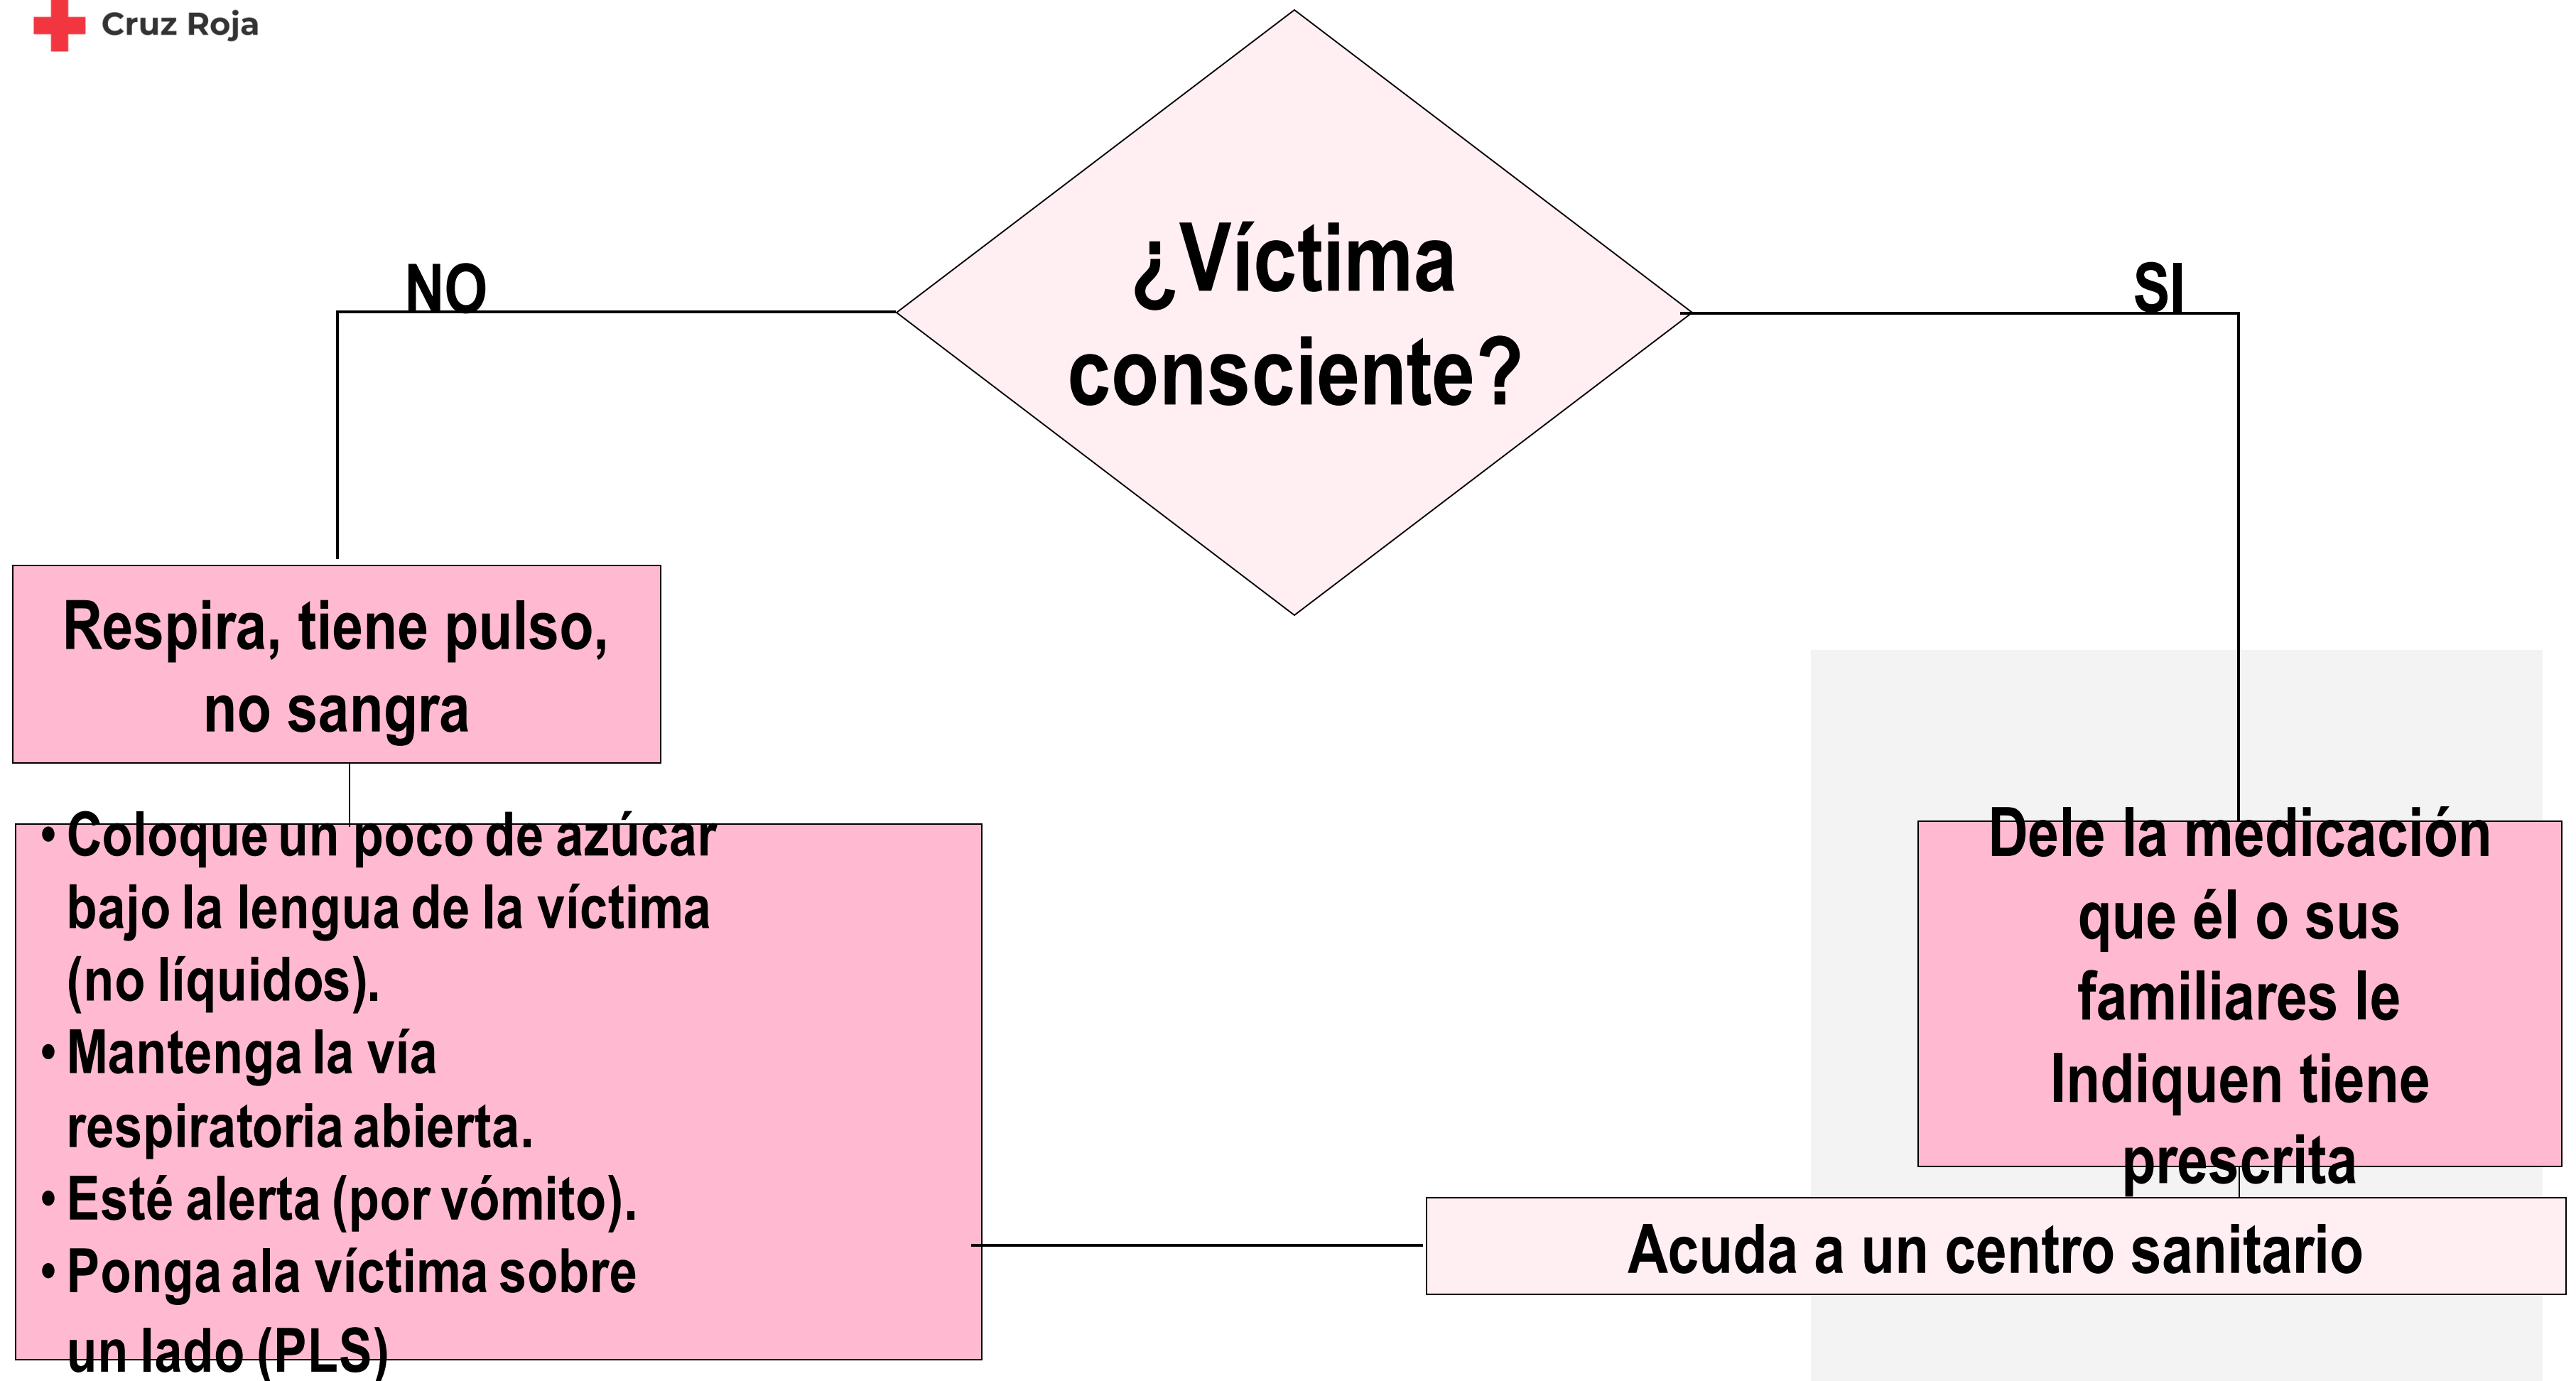 Cruz Roja
¿Víctima
consciente?
NO
SI
Respira, tiene pulso,
no sangra
• Coloque un poco de azúcar
bajo la lengua de la víctima
(no líquidos).
• Mantenga la vía
respiratoria abierta.
• Esté alerta (por vómito).
• Ponga ala víctima sobre
un lado (PLS)
Dele la medicación
que él o sus
familiares le
Indiquen tiene
prescrita
Acuda a un centro sanitario